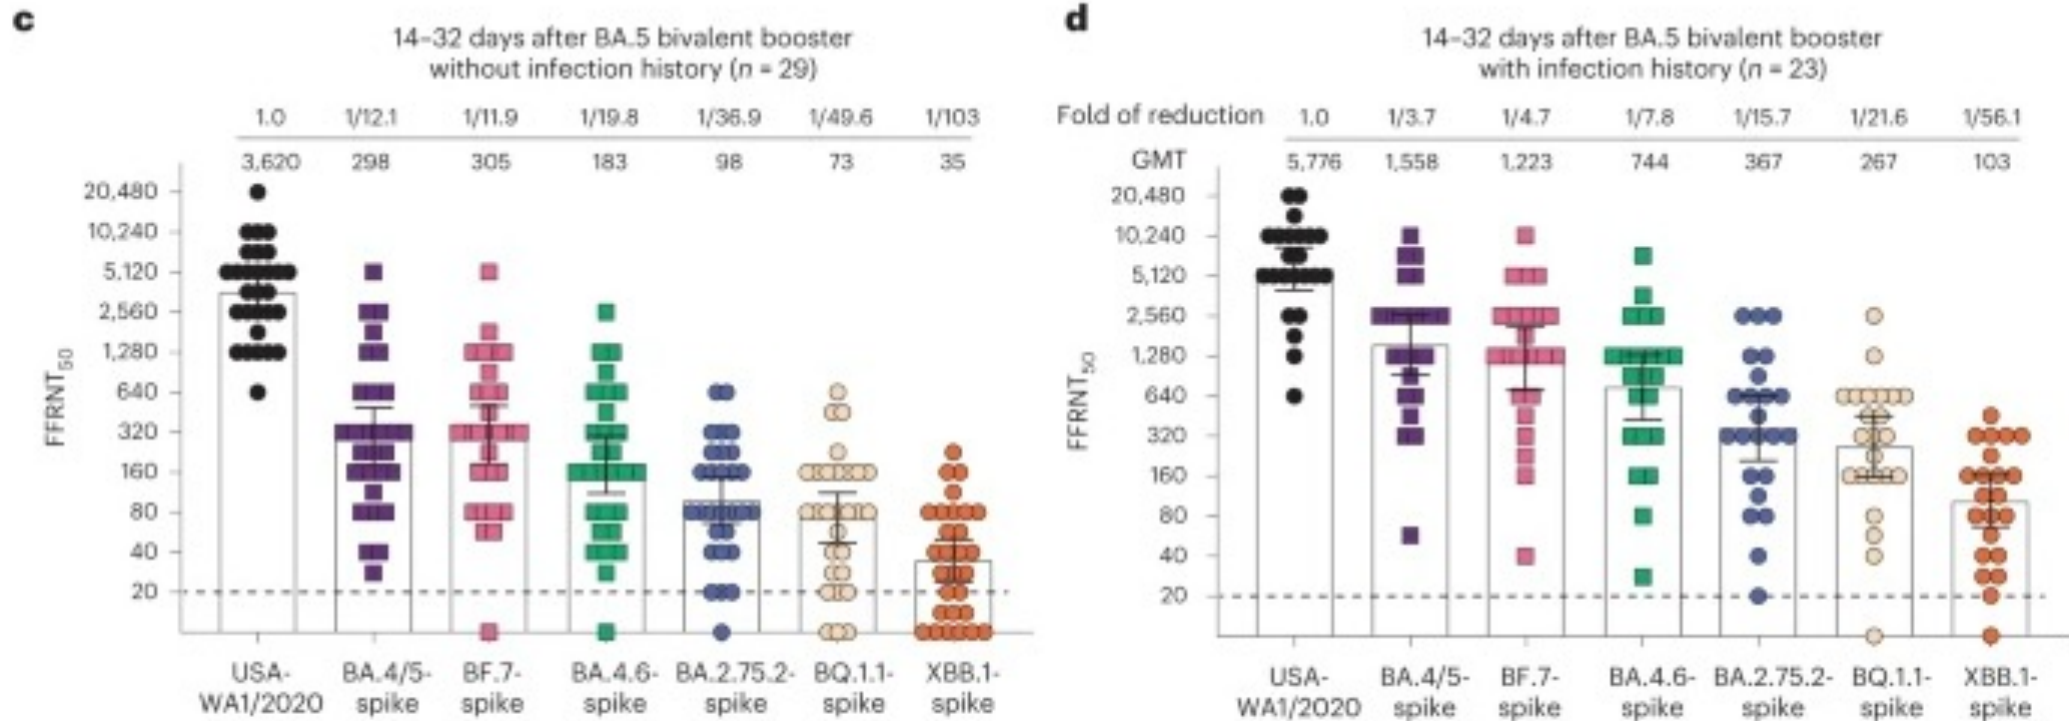 c
14–32 days after BA.5 bivalent booster
without infection history (n = 29)
1.0 1/12.1 1/11.9 1/19.8 1/36.9 1/49.6 1/103
3,620 298 305 183 98 73 35
20,480
10,240
5,120
2,560
1,280
640
320
160
80
40
20
FFRNT50
USA-WA1/2020 BA.4/5-spike BF.7-spike BA.4.6-spike BA.2.75.2-spike BQ.1.1-spike XBB.1-spike
d
14–32 days after BA.5 bivalent booster
with infection history (n = 23)
Fold of reduction 1.0 1/3.7 1/4.7 1/7.8 1/15.7 1/21.6 1/56.1
GMT 5,776 1,558 1,223 744 367 267 103
20,480
10,240
5,120
2,560
1,280
640
320
160
80
40
20
FFRNT50
USA-WA1/2020 BA.4/5-spike BF.7-spike BA.4.6-spike BA.2.75.2-spike BQ.1.1-spike XBB.1-spike